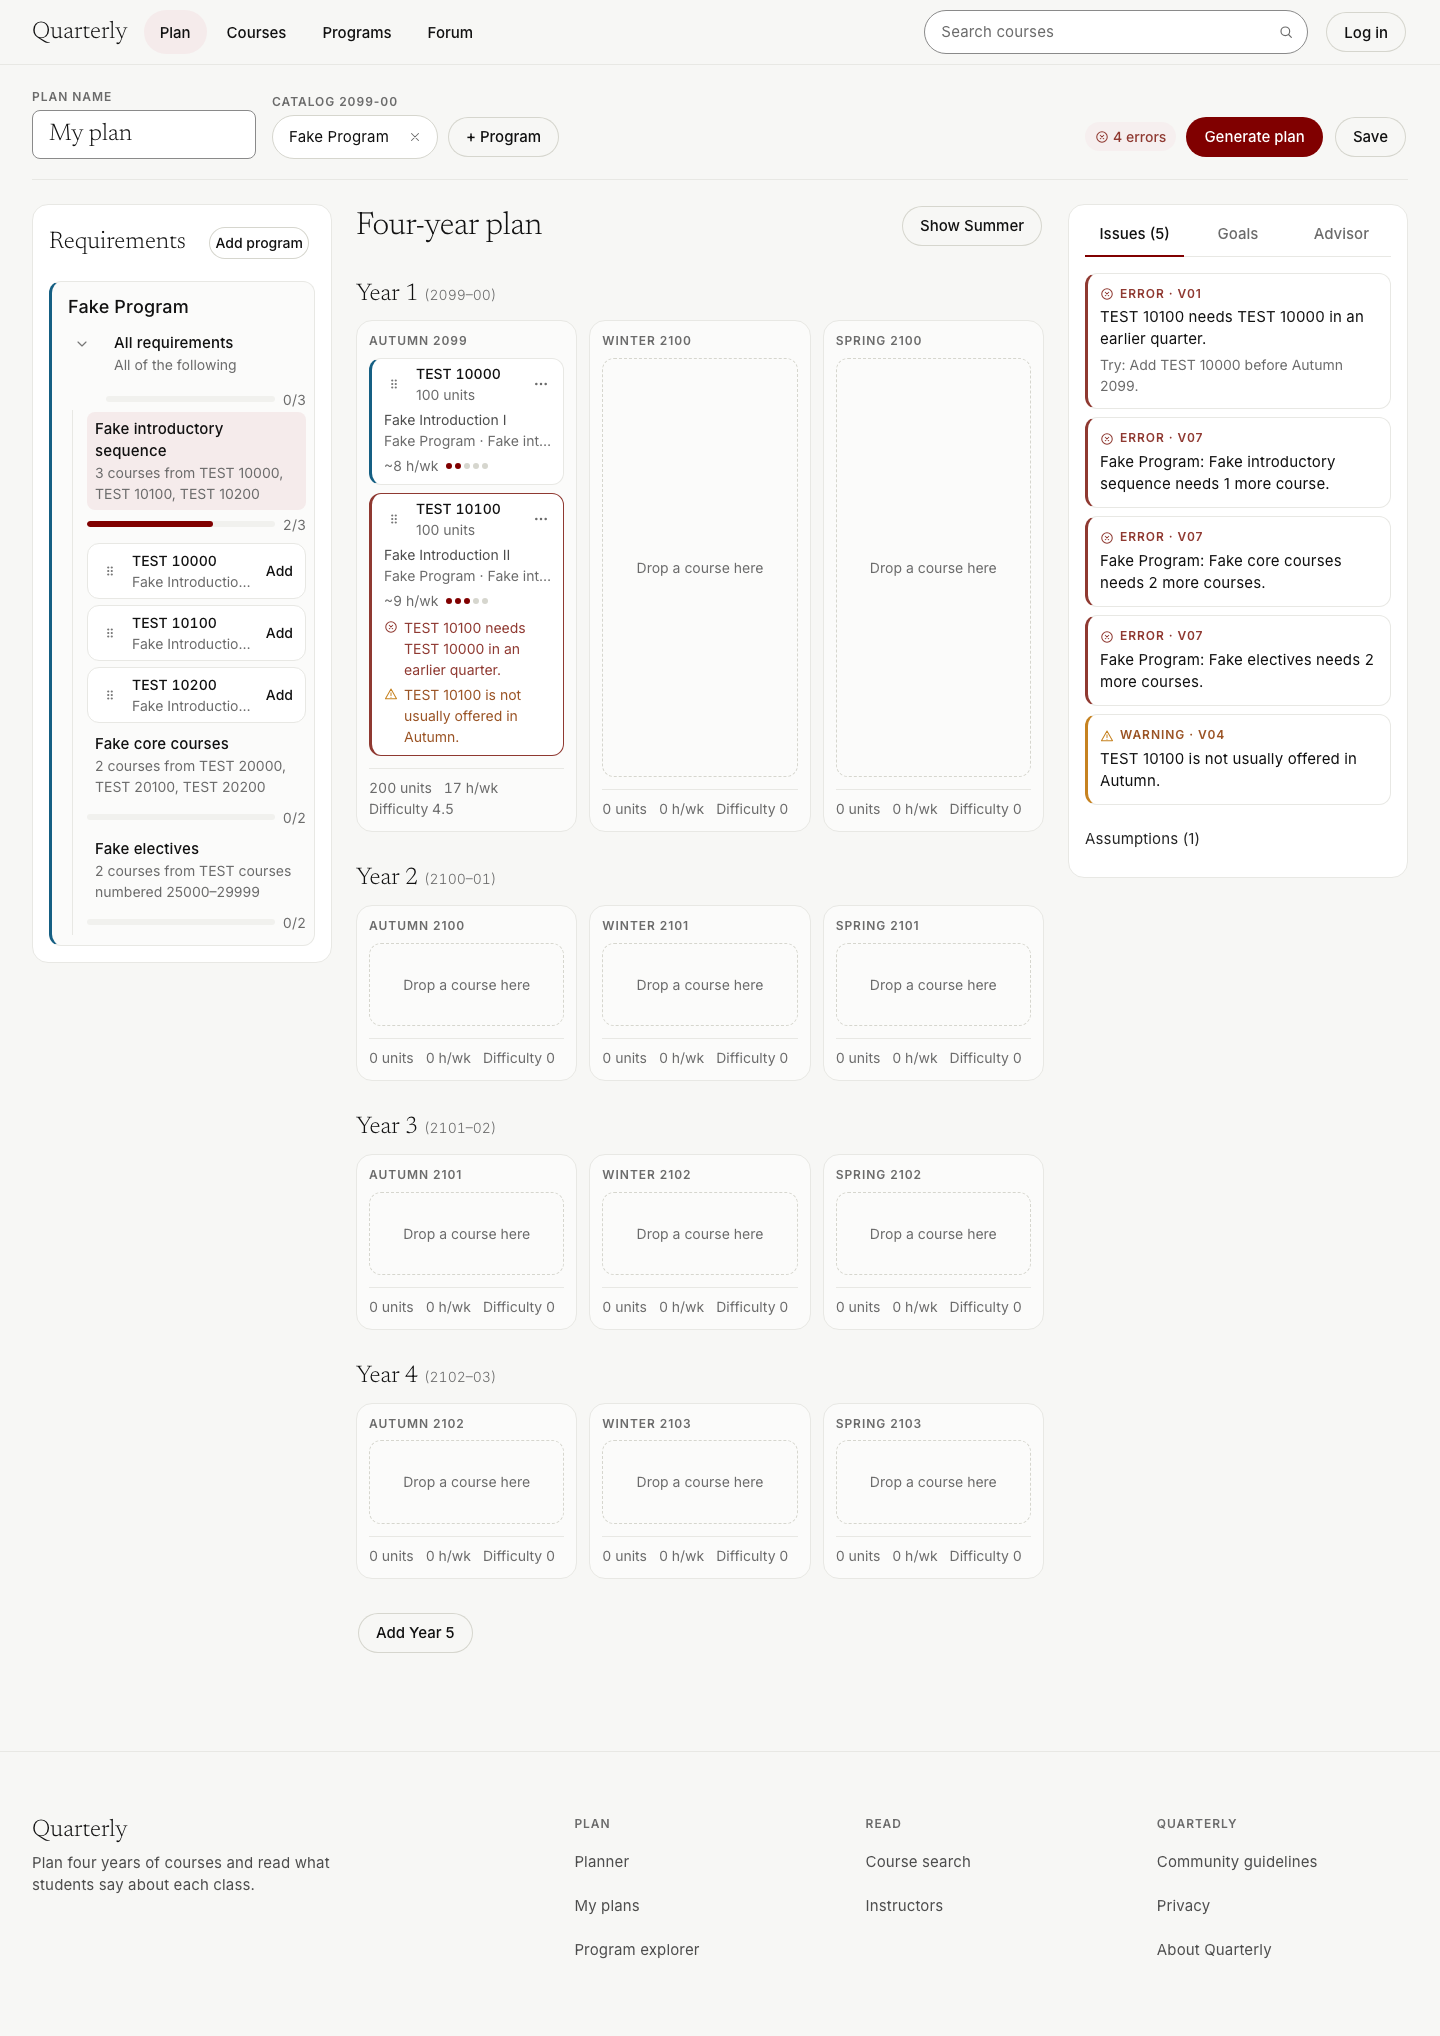 Quarterly
Plan
Courses
Programs
Forum
Search courses
Log in
PLAN NAME
My plan
CATALOG 2099-00
Fake Program
+ Program
4 errors
Generate plan
Save
Requirements
Add program
Fake Program
All requirements
All of the following
0/3
Fake introductory
sequence
3 courses from TEST 10000,
TEST 10100, TEST 10200
2/3
TEST 10000
Fake Introductio...
Add
TEST 10100
Fake Introductio...
Add
TEST 10200
Fake Introductio...
Add
Fake core courses
2 courses from TEST 20000,
TEST 20100, TEST 20200
0/2
Fake electives
2 courses from TEST courses
numbered 25000–29999
0/2
Four-year plan
Show Summer
Year 1 (2099–00)
AUTUMN 2099
TEST 10000
100 units
Fake Introduction I
Fake Program · Fake int...
~8 h/wk
TEST 10100
100 units
Fake Introduction II
Fake Program · Fake int...
~9 h/wk
TEST 10100 needs
TEST 10000 in an
earlier quarter.
TEST 10100 is not
usually offered in
Autumn.
200 units 17 h/wk
Difficulty 4.5
WINTER 2100
Drop a course here
0 units 0 h/wk Difficulty 0
SPRING 2100
Drop a course here
0 units 0 h/wk Difficulty 0
Year 2 (2100–01)
AUTUMN 2100
Drop a course here
0 units 0 h/wk Difficulty 0
WINTER 2101
Drop a course here
0 units 0 h/wk Difficulty 0
SPRING 2101
Drop a course here
0 units 0 h/wk Difficulty 0
Year 3 (2101–02)
AUTUMN 2101
Drop a course here
0 units 0 h/wk Difficulty 0
WINTER 2102
Drop a course here
0 units 0 h/wk Difficulty 0
SPRING 2102
Drop a course here
0 units 0 h/wk Difficulty 0
Year 4 (2102–03)
AUTUMN 2102
Drop a course here
0 units 0 h/wk Difficulty 0
WINTER 2103
Drop a course here
0 units 0 h/wk Difficulty 0
SPRING 2103
Drop a course here
0 units 0 h/wk Difficulty 0
Add Year 5
Issues (5)
Goals
Advisor
ERROR · V01
TEST 10100 needs TEST 10000 in an
earlier quarter.
Try: Add TEST 10000 before Autumn
2099.
ERROR · V07
Fake Program: Fake introductory
sequence needs 1 more course.
ERROR · V07
Fake Program: Fake core courses
needs 2 more courses.
ERROR · V07
Fake Program: Fake electives needs 2
more courses.
WARNING · V04
TEST 10100 is not usually offered in
Autumn.
Assumptions (1)
Quarterly
Plan four years of courses and read what
students say about each class.
PLAN
Planner
My plans
Program explorer
READ
Course search
Instructors
QUARTERLY
Community guidelines
Privacy
About Quarterly